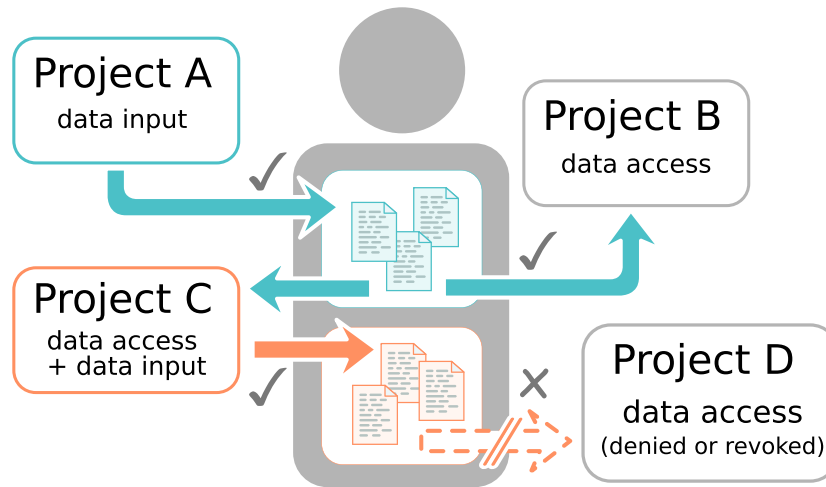 Project A
data input
Project B
data access
Project C
data access
+ data input
Project D
data access
(denied or revoked)